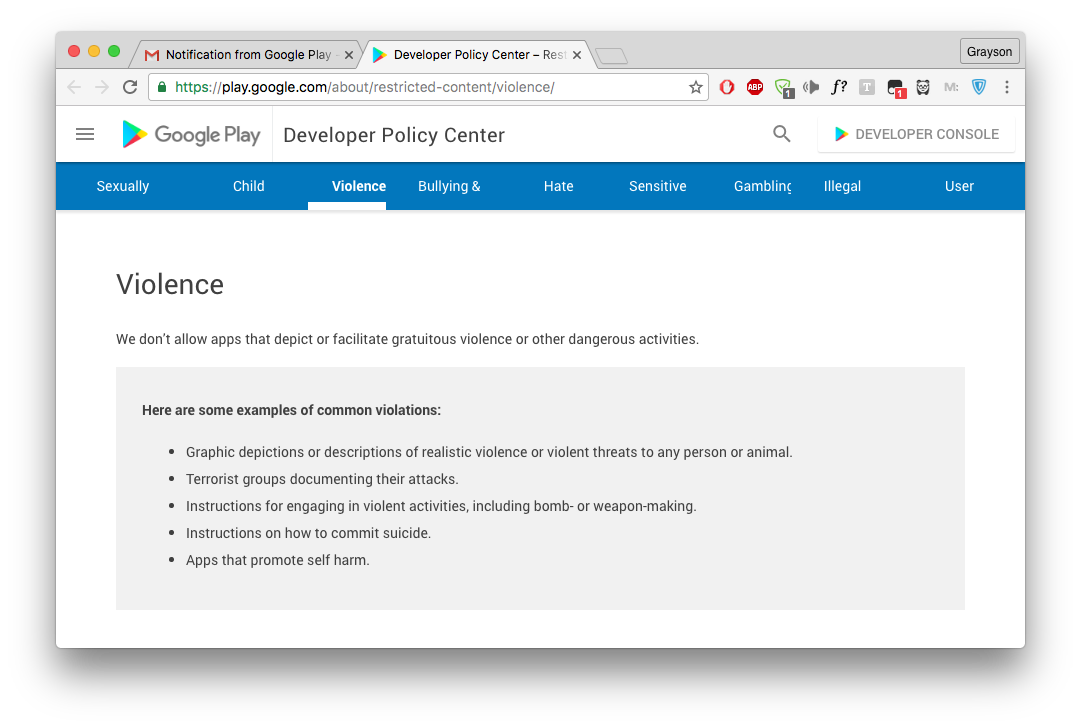 Notification from Google Play -
Developer Policy Center – Rest
Grayson
https://play.google.com/about/restricted-content/violence/
ABP
1
f?
T
1
M:
Google Play
Developer Policy Center
DEVELOPER CONSOLE
Sexually
Child
Violence
Bullying &
Hate
Sensitive
Gambling
Illegal
User
Violence
We don’t allow apps that depict or facilitate gratuitous violence or other dangerous activities.
Here are some examples of common violations:
• Graphic depictions or descriptions of realistic violence or violent threats to any person or animal.
• Terrorist groups documenting their attacks.
• Instructions for engaging in violent activities, including bomb- or weapon-making.
• Instructions on how to commit suicide.
• Apps that promote self harm.